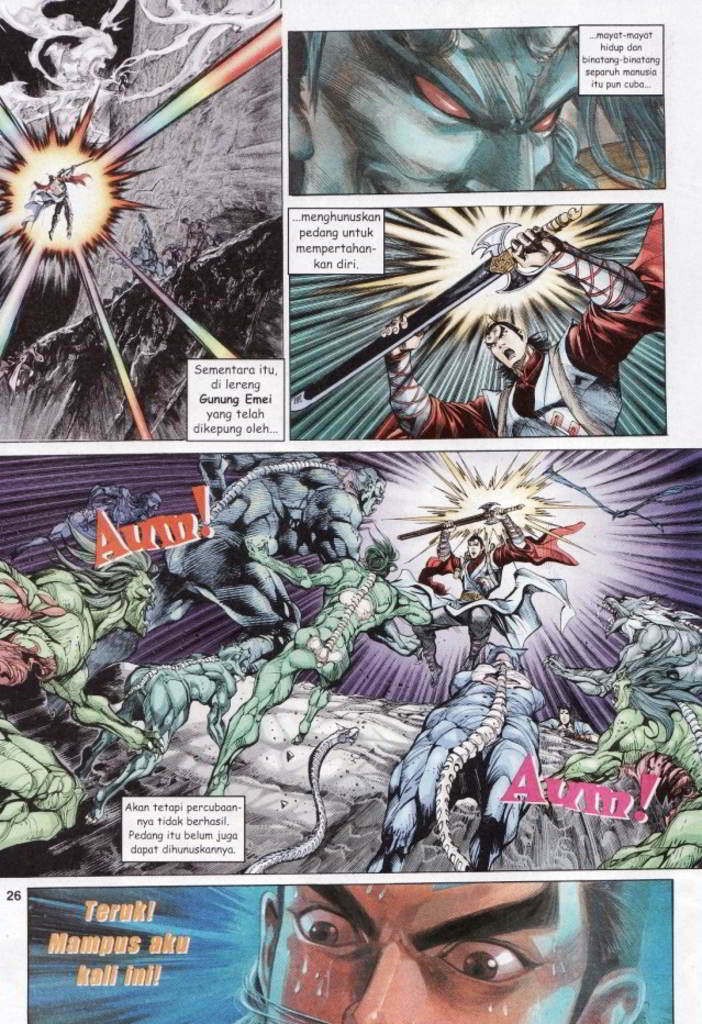 Sementara itu,
di lereng
Gunung Emei
yang telah
dikepung oleh...
...mayat-mayat
hidup dan
binatang-binatang
separuh manusia
itu pun cuba...
...menghunuskan
pedang untuk
mempertahan-
kan diri.
Aum!
Aum!
Akan tetapi percubaan-
nya tidak berhasil.
Pedang itu belum juga
dapat dihunuskannya.
26
Teruk!
Mampus aku
kali ini!